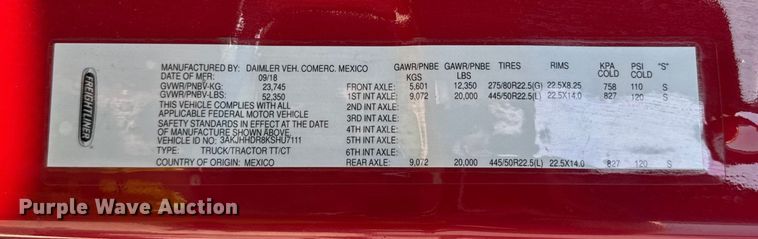 FREIGHTLINER
MANUFACTURED BY: DAIMLER VEH. COMERC. MEXICO
DATE OF MFR: 09/18
GVWR/PNBV-KG: 23,745
GVWR/PNBV-LBS: 52,350
THIS VEHICLE COMPLIES WITH ALL
APPLICABLE FEDERAL MOTOR VEHICLE
SAFETY STANDARDS IN EFFECT AT THE DATE
OF MANUFACTURE SHOWN ABOVE.
VEHICLE ID NO.: 3AKJHHDR8KSHU7111
TYPE: TRUCK/TRACTOR TT/CT
COUNTRY OF ORIGIN: MEXICO
GAWR/PNBE GAWR/PNBE TIRES RIMS KPA PSI "S"
KGS LBS COLD COLD
FRONT AXLE: 5,601 12,350 275/80R22.5(G) 22.5X8.25 758 110 S
1ST INT AXLE: 9,072 20,000 445/50R22.5(L) 22.5X14.0 827 120 S
2ND INT AXLE:
3RD INT AXLE:
4TH INT AXLE:
5TH INT AXLE:
6TH INT AXLE:
REAR AXLE: 9,072 20,000 445/50R22.5(L) 22.5X14.0 827 120 S
Purple Wave Auction